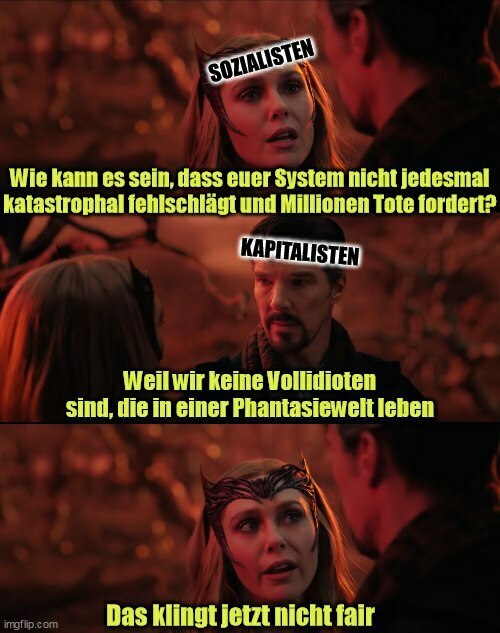 SOZIALISTEN
Wie kann es sein, dass euer System nicht jedesmal
katastrophal fehlschlägt und Millionen Tote fordert?
KAPITALISTEN
Weil wir keine Vollidioten
sind, die in einer Phantasiewelt leben
Das klingt jetzt nicht fair
imgflip.com